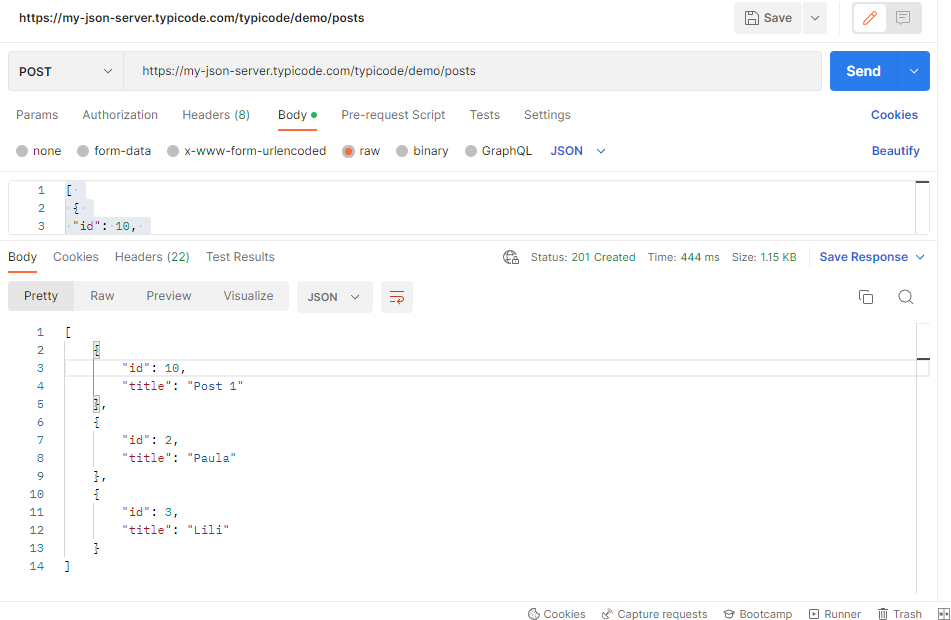 https://my-json-server.typicode.com/typicode/demo/posts Save
POST https://my-json-server.typicode.com/typicode/demo/posts Send
Params Authorization Headers (8) Body Pre-request Script Tests Settings Cookies
none form-data x-www-form-urlencoded raw binary GraphQL JSON Beautify
1 [
2 {
3 "id": 10,
Body Cookies Headers (22) Test Results Status: 201 Created Time: 444 ms Size: 1.15 KB Save Response
Pretty Raw Preview Visualize JSON
1 [
2 {
3 "id": 10,
4 "title": "Post 1"
5 },
6 {
7 "id": 2,
8 "title": "Paula"
9 },
10 {
11 "id": 3,
12 "title": "Lili"
13 }
14 ]
Cookies Capture requests Bootcamp Runner Trash